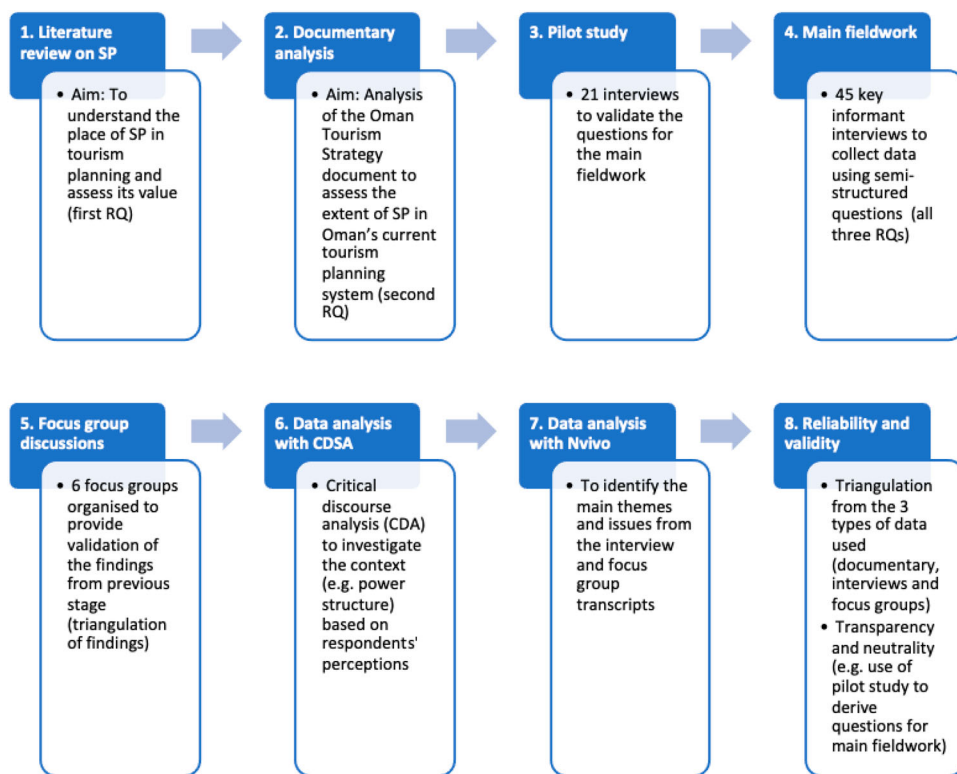 1. Literature
review on SP
• Aim: To
understand the
place of SP in
tourism
planning and
assess its value
(first RQ)
2. Documentary
analysis
• Aim: Analysis
of the Oman
Tourism
Strategy
document to
assess the
extent of SP in
Oman's current
tourism
planning
system (second
RQ)
3. Pilot study
• 21 interviews
to validate the
questions for
the main
fieldwork
4. Main fieldwork
• 45 key
informant
interviews to
collect data
using semi-
structured
questions (all
three RQs)
5. Focus group
discussions
• 6 focus groups
organised to
provide
validation of
the findings
from previous
stage
(triangulation
of findings)
6. Data analysis
with CDSA
• Critical
discourse
analysis (CDA)
to investigate
the context
(e.g. power
structure)
based on
respondents'
perceptions
7. Data analysis
with Nvivo
• To identify the
main themes
and issues from
the interview
and focus
group
transcripts
8. Reliability and
validity
• Triangulation
from the 3
types of data
used
(documentary,
interviews and
focus groups)
• Transparency
and neutrality
(e.g. use of
pilot study to
derive
questions for
main fieldwork)